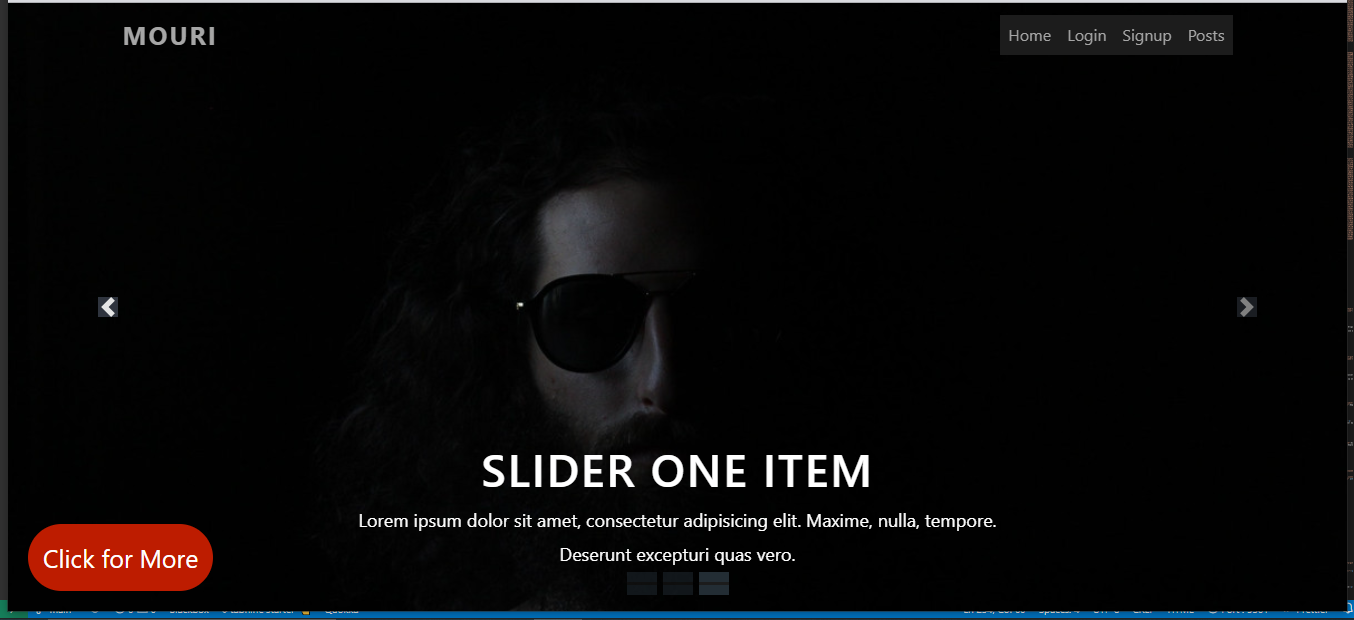 MOURI
Home Login Signup Posts
SLIDER ONE ITEM
Lorem ipsum dolor sit amet, consectetur adipisicing elit. Maxime, nulla, tempore.
Deserunt excepturi quas vero.
Click for More